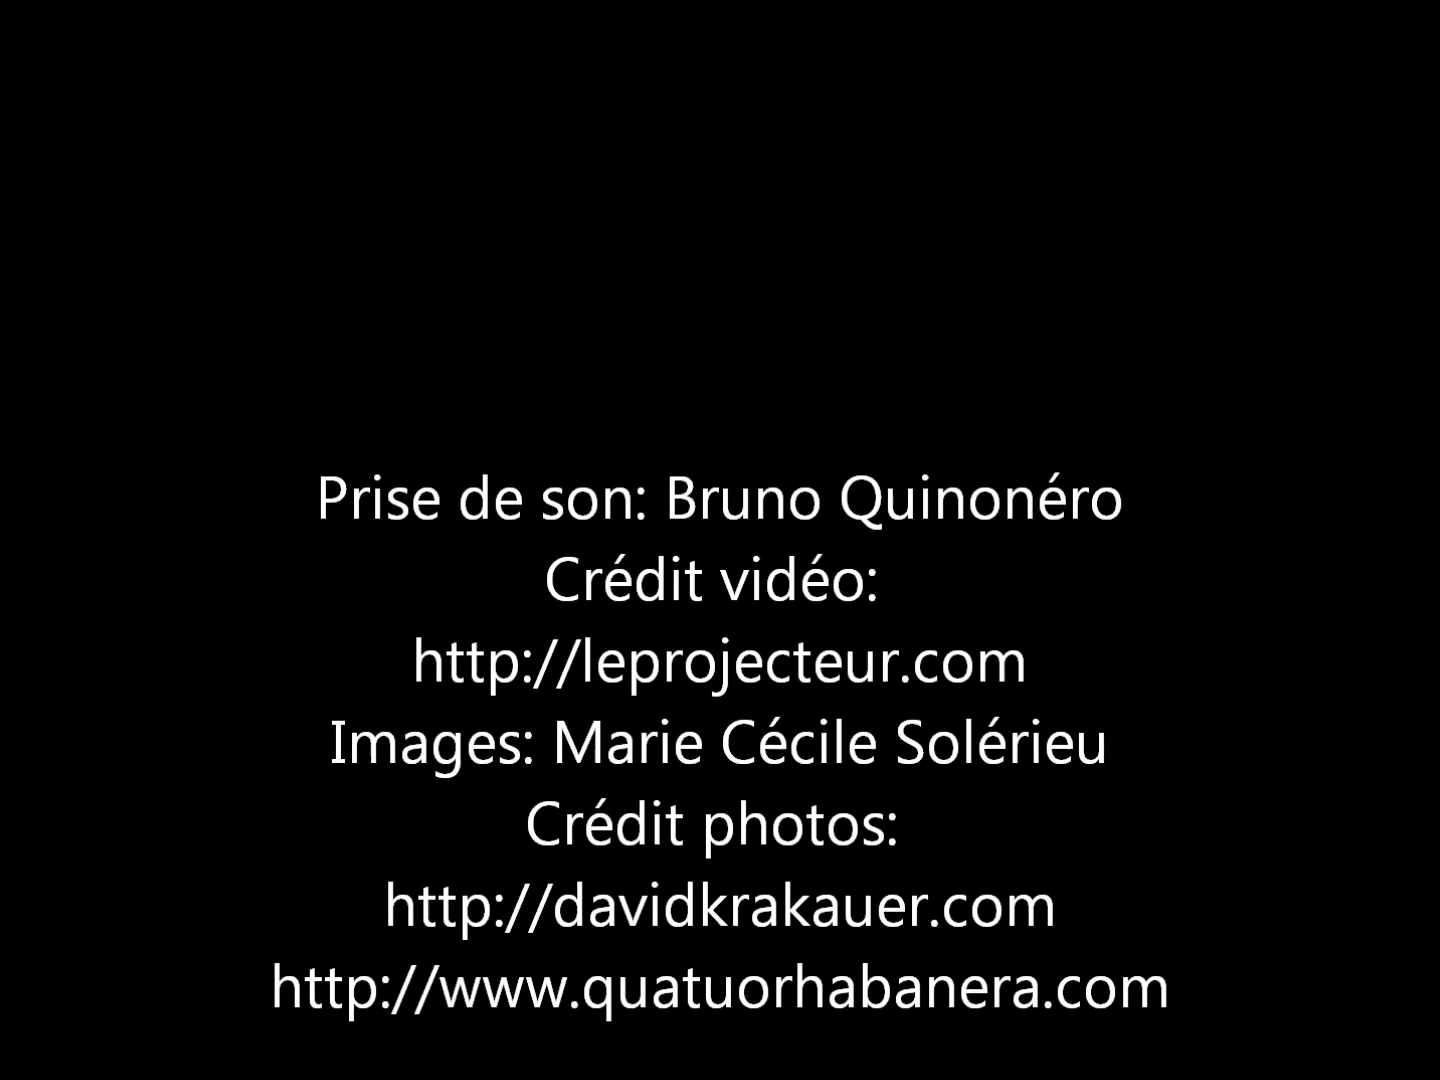 Prise de son: Bruno Quinonéro
Crédit vidéo:
http://leprojecteur.com
Images: Marie Cécile Solérieu
Crédit photos:
http://davidkrakauer.com
http://www.quatuorhabanera.com